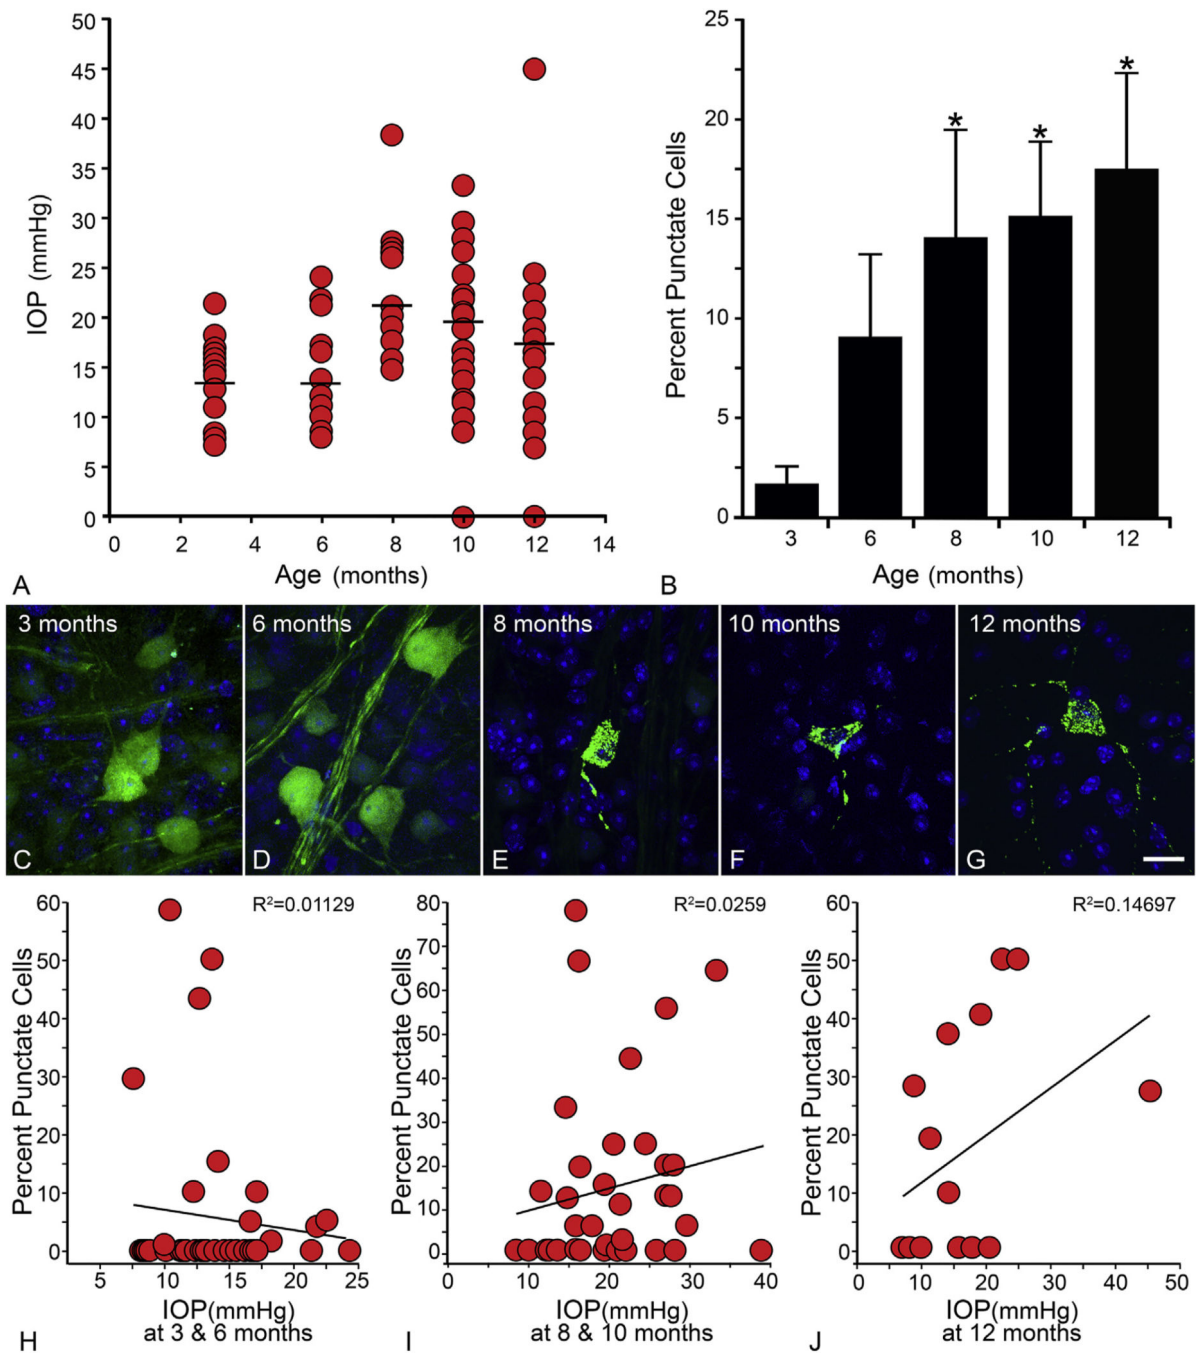 50
45
40
35
30
25
20
15
10
5
0
IOP (mmHg)
0 2 4 6 8 10 12 14
Age (months)
A
25
20
15
10
5
0
Percent Punctate Cells
* * *
3 6 8 10 12
Age (months)
B
3 months
C
6 months
D
8 months
E
10 months
F
12 months
G
60
50
40
30
20
10
0
Percent Punctate Cells
R²=0.01129
5 10 15 20 25
IOP(mmHg)
at 3 & 6 months
H
80
70
60
50
40
30
20
10
0
Percent Punctate Cells
R²=0.0259
0 10 20 30 40
IOP(mmHg)
at 8 & 10 months
I
60
50
40
30
20
10
0
Percent Punctate Cells
R²=0.14697
0 10 20 30 40 50
IOP(mmHg)
at 12 months
J